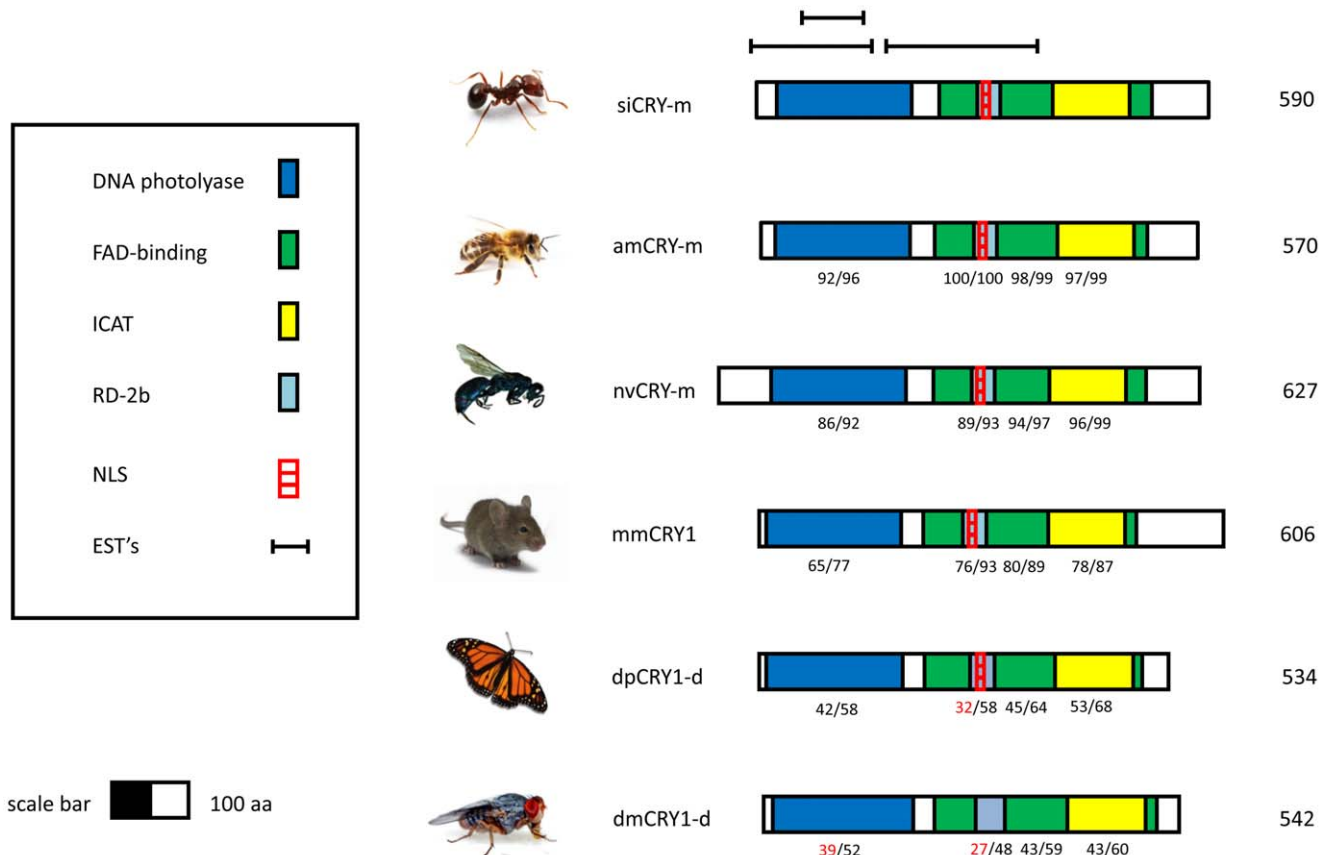 siCRY-m 590
DNA photolyase
FAD-binding
amCRY-m 570
92/96 100/100 98/99 97/99
ICAT
RD-2b
nvCRY-m 627
86/92 89/93 94/97 96/99
NLS
EST's
mmCRY1 606
65/77 76/93 80/89 78/87
dpCRY1-d 534
42/58 32/58 45/64 53/68
scale bar 100 aa
dmCRY1-d 542
39/52 27/48 43/59 43/60